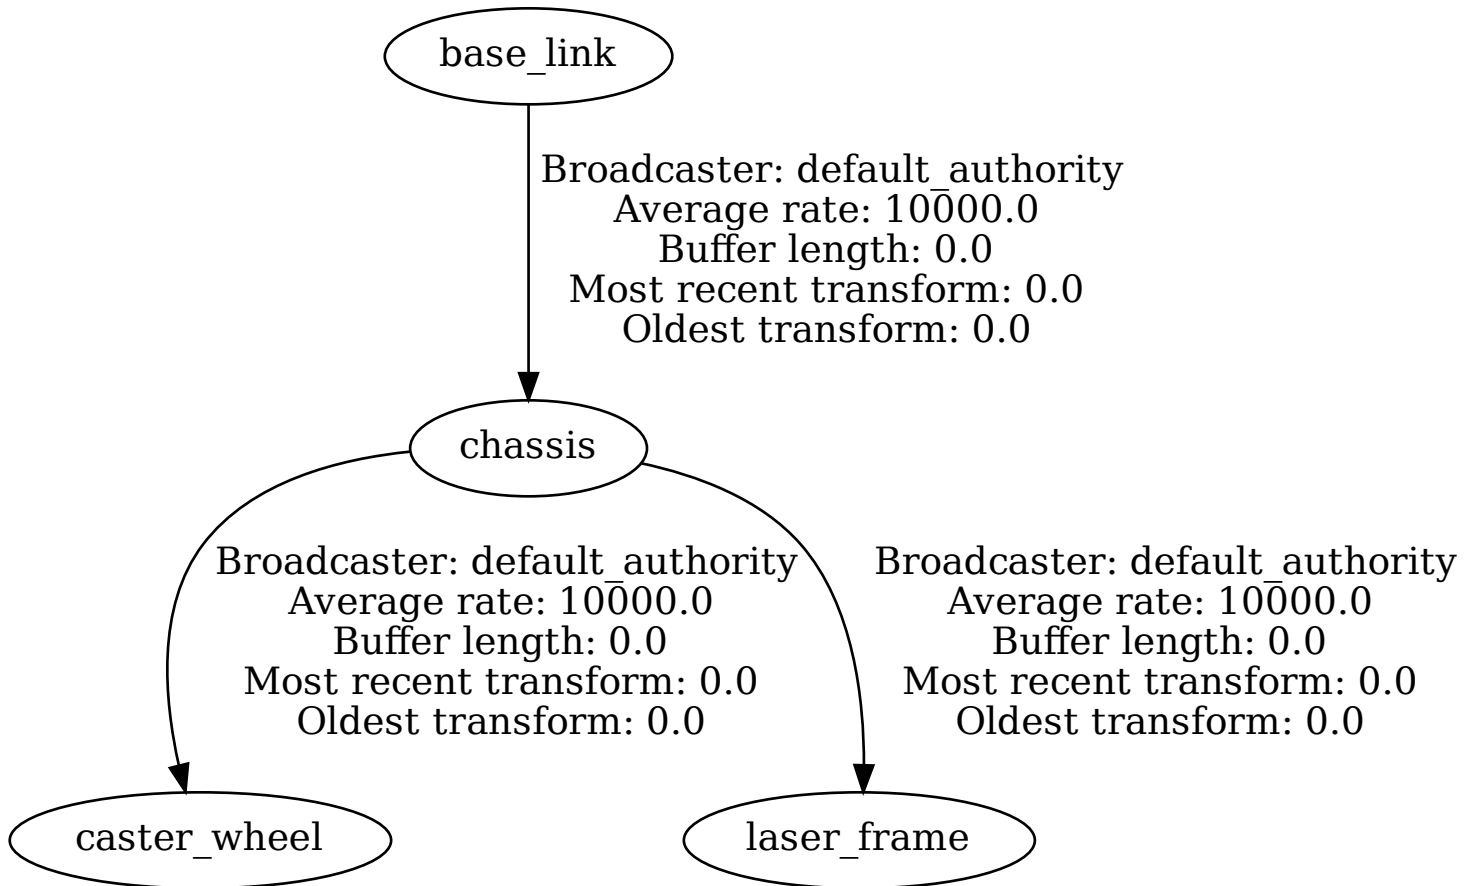 base_link
Broadcaster: default_authority
Average rate: 10000.0
Buffer length: 0.0
Most recent transform: 0.0
Oldest transform: 0.0
chassis
Broadcaster: default_authority
Average rate: 10000.0
Buffer length: 0.0
Most recent transform: 0.0
Oldest transform: 0.0
Broadcaster: default_authority
Average rate: 10000.0
Buffer length: 0.0
Most recent transform: 0.0
Oldest transform: 0.0
caster_wheel
laser_frame